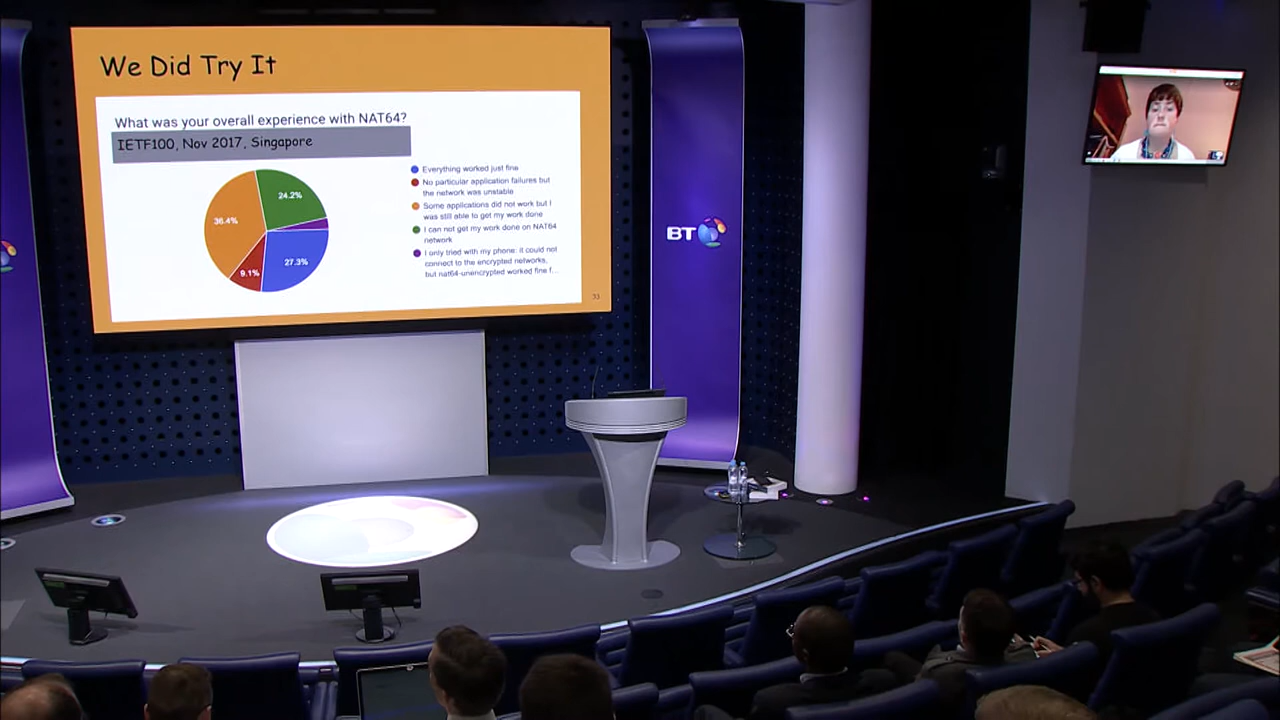 We Did Try It
What was your overall experience with NAT64?
IETF100, Nov 2017, Singapore
24.2%
36.4%
9.1%
27.3%
Everything worked just fine
No particular application failures but
the network was unstable
Some applications did not work but I
was still able to get my work done
I can not get my work done on NAT64
network
I only tried with my phone: it could not
connect to the encrypted networks,
but nat64-unencrypted worked fine f...
33
BT